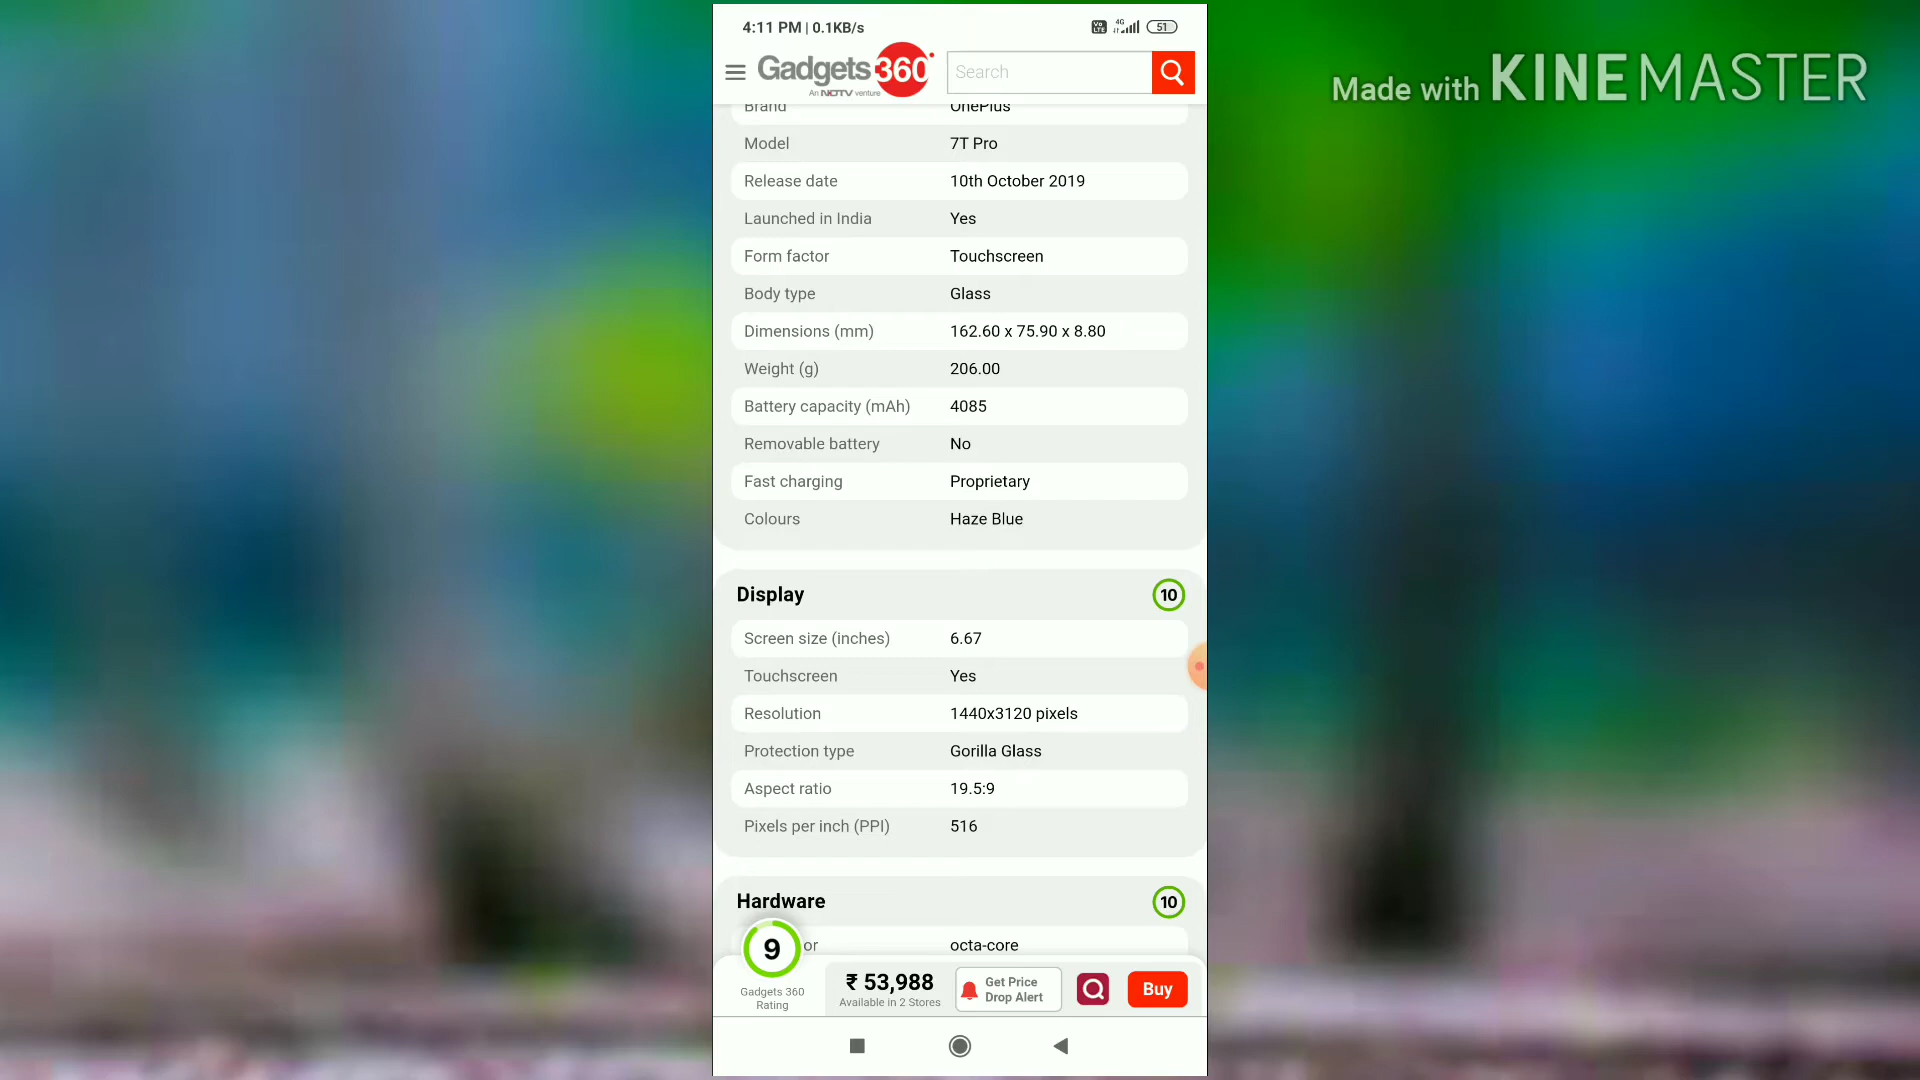 4:11 PM | 0.1KB/s
Vo LTE 4G 51
Gadgets 360
An NDTV venture
Search
Made with KINEMASTER
Brand OnePlus
Model 7T Pro
Release date 10th October 2019
Launched in India Yes
Form factor Touchscreen
Body type Glass
Dimensions (mm) 162.60 x 75.90 x 8.80
Weight (g) 206.00
Battery capacity (mAh) 4085
Removable battery No
Fast charging Proprietary
Colours Haze Blue
Display 10
Screen size (inches) 6.67
Touchscreen Yes
Resolution 1440x3120 pixels
Protection type Gorilla Glass
Aspect ratio 19.5:9
Pixels per inch (PPI) 516
Hardware 10
or octa-core
9
Gadgets 360
Rating
₹ 53,988
Available in 2 Stores
Get Price
Drop Alert
Buy